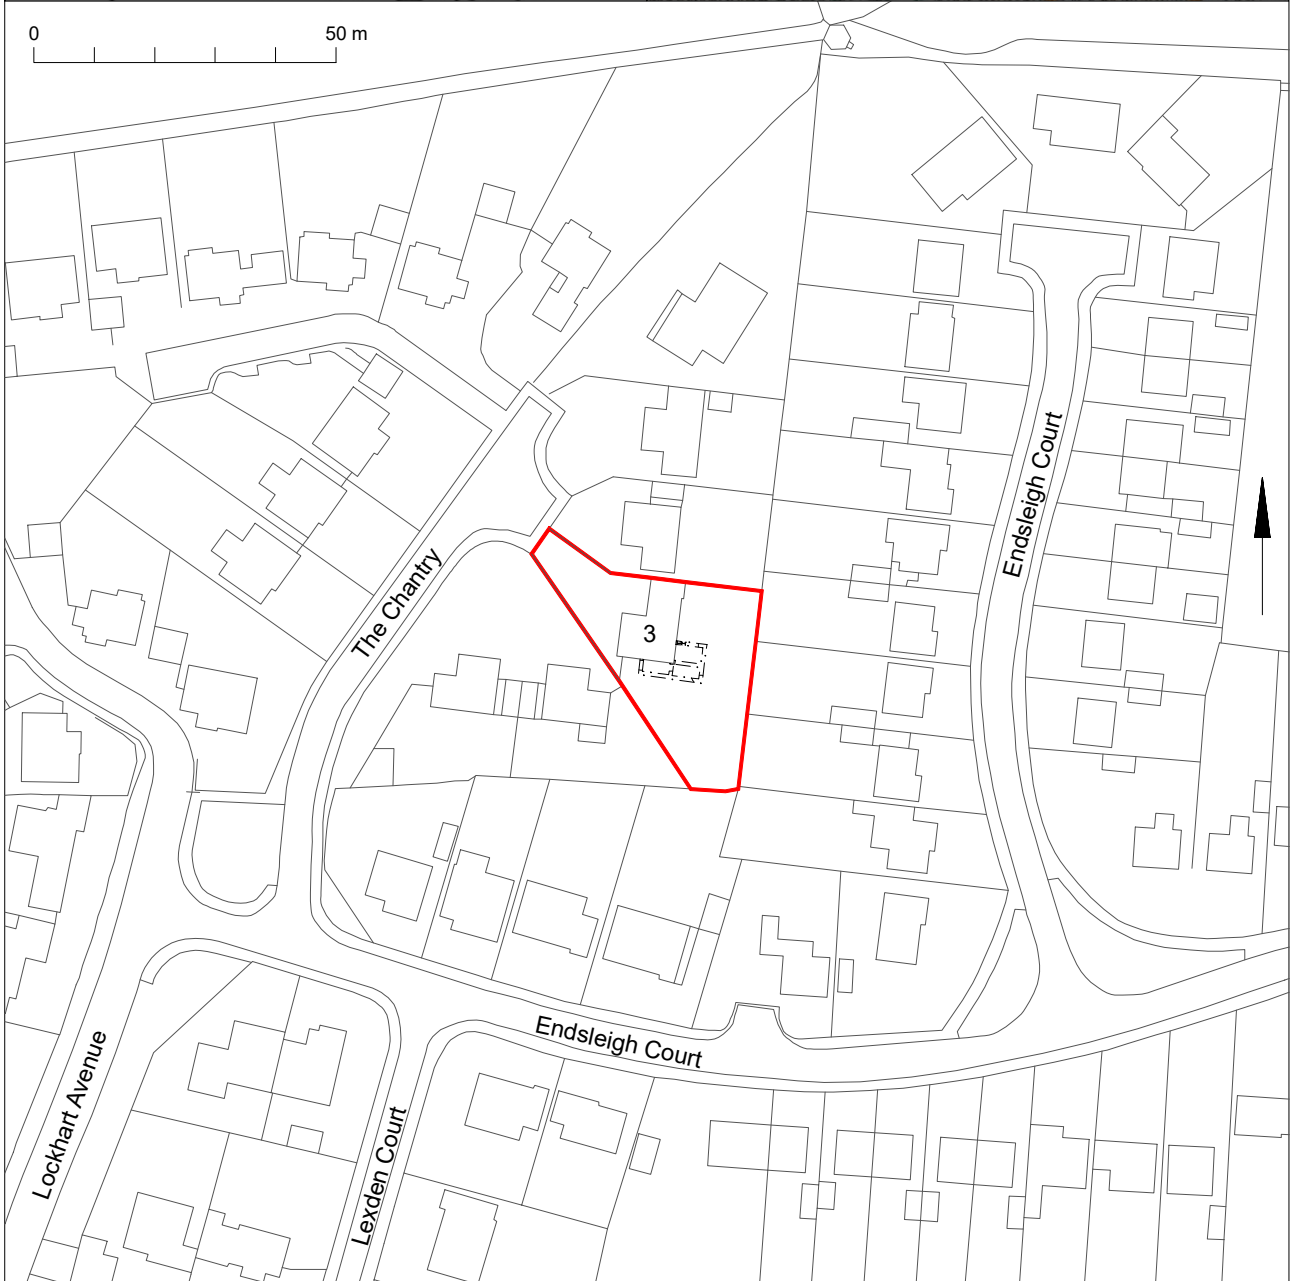 0
50 m
Endsleigh Court
The Chantry
3
Endsleigh Court
Lockhart Avenue
Lexden Court